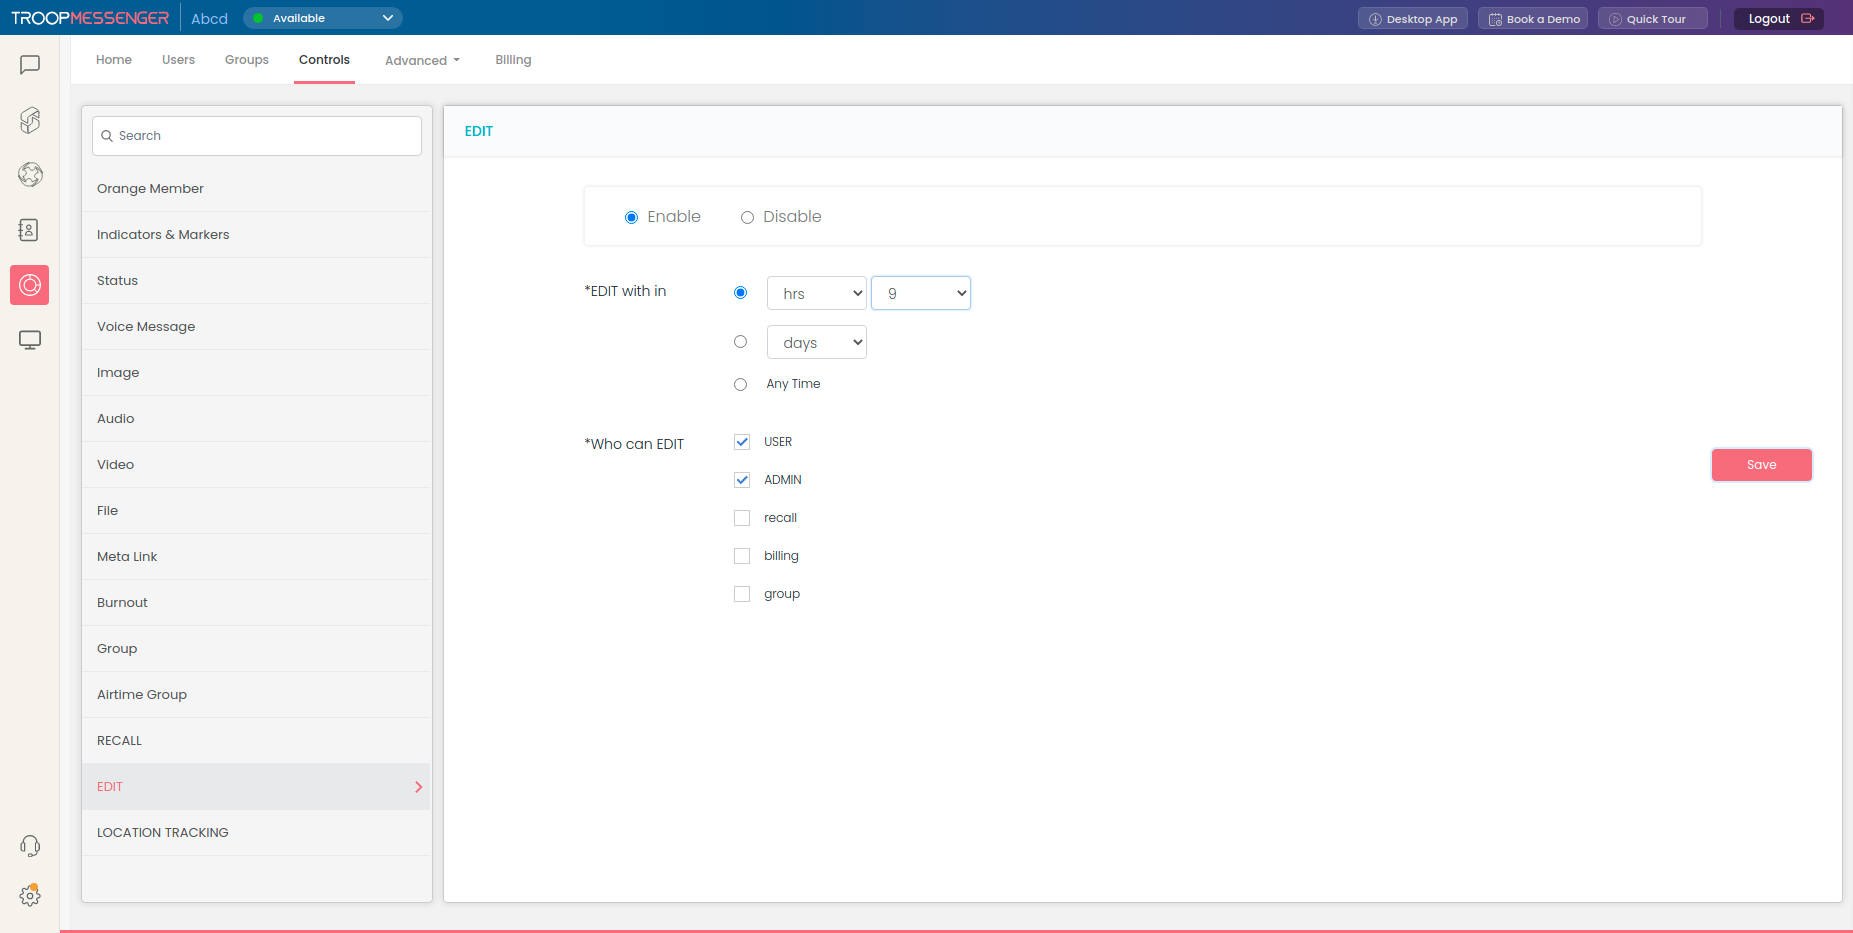 TROOPMESSENGER Abcd Available Desktop App Book a Demo Quick Tour Logout
Home Users Groups Controls Advanced Billing
Search
Orange Member
Indicators & Markers
Status
Voice Message
Image
Audio
Video
File
Meta Link
Burnout
Group
Airtime Group
RECALL
EDIT
LOCATION TRACKING
EDIT
Enable Disable
*EDIT with in hrs 9
days
Any Time
*Who can EDIT USER
ADMIN
recall
billing
group
Save